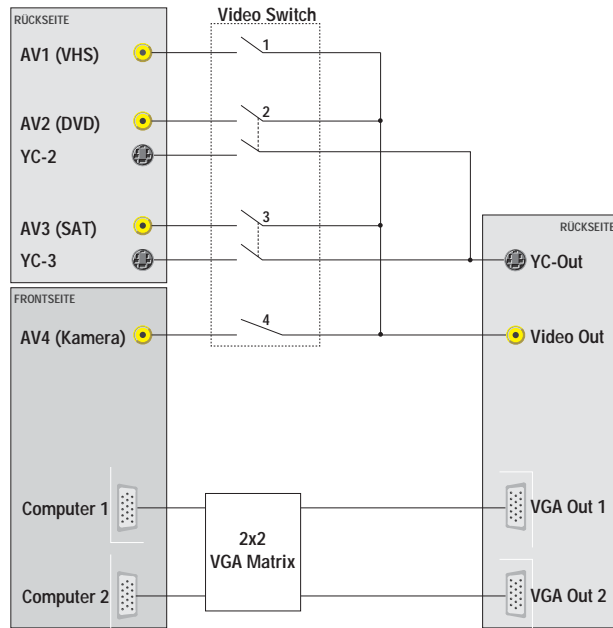 Video Switch
RÜCKSEITE
AV1 (VHS)
1
AV2 (DVD)
2
YC-2
AV3 (SAT)
3
RÜCKSEITE
YC-3
YC-Out
FRONTSEITE
AV4 (Kamera)
4
Video Out
Computer 1
VGA Out 1
2x2
VGA Matrix
Computer 2
VGA Out 2